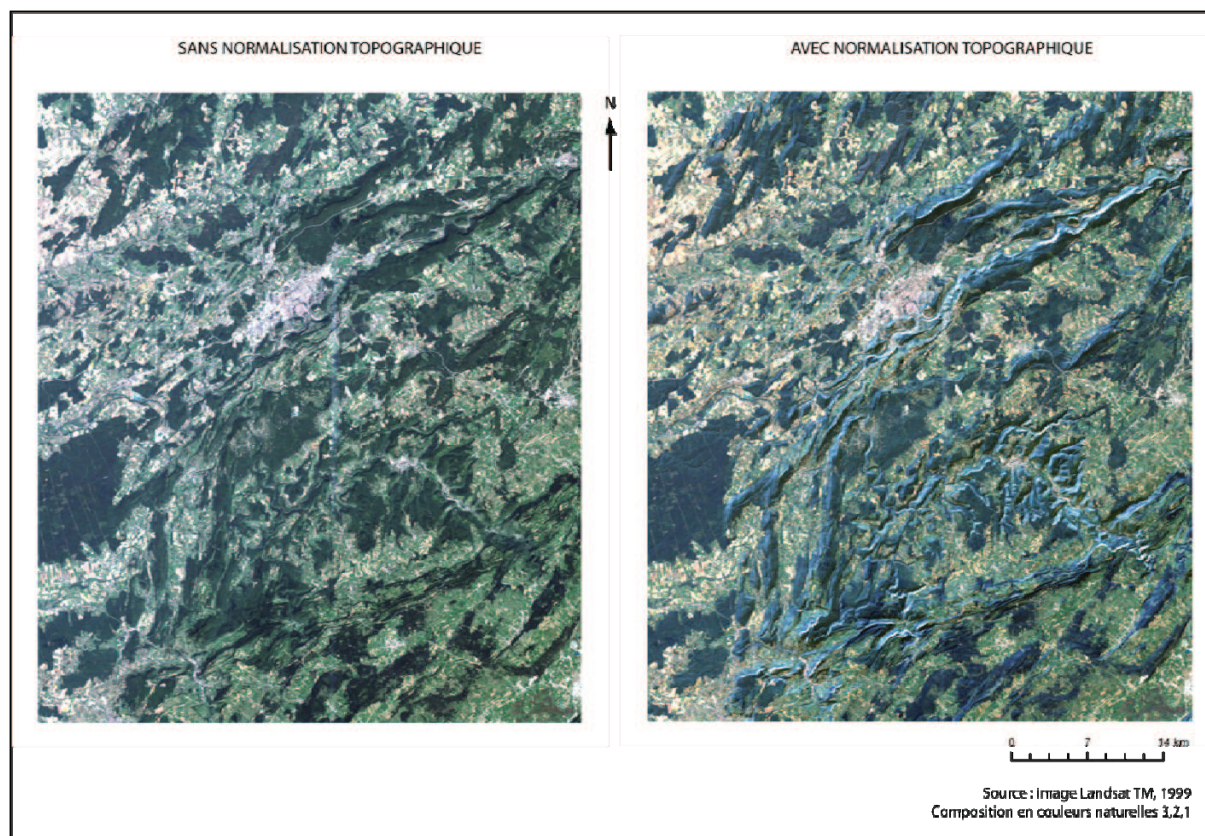 SANS NORMALISATION TOPOGRAPHIQUE
AVEC NORMALISATION TOPOGRAPHIQUE
N
0 7 14 km
Source : Image Landsat TM, 1999
Composition en couleurs naturelles 3,2,1